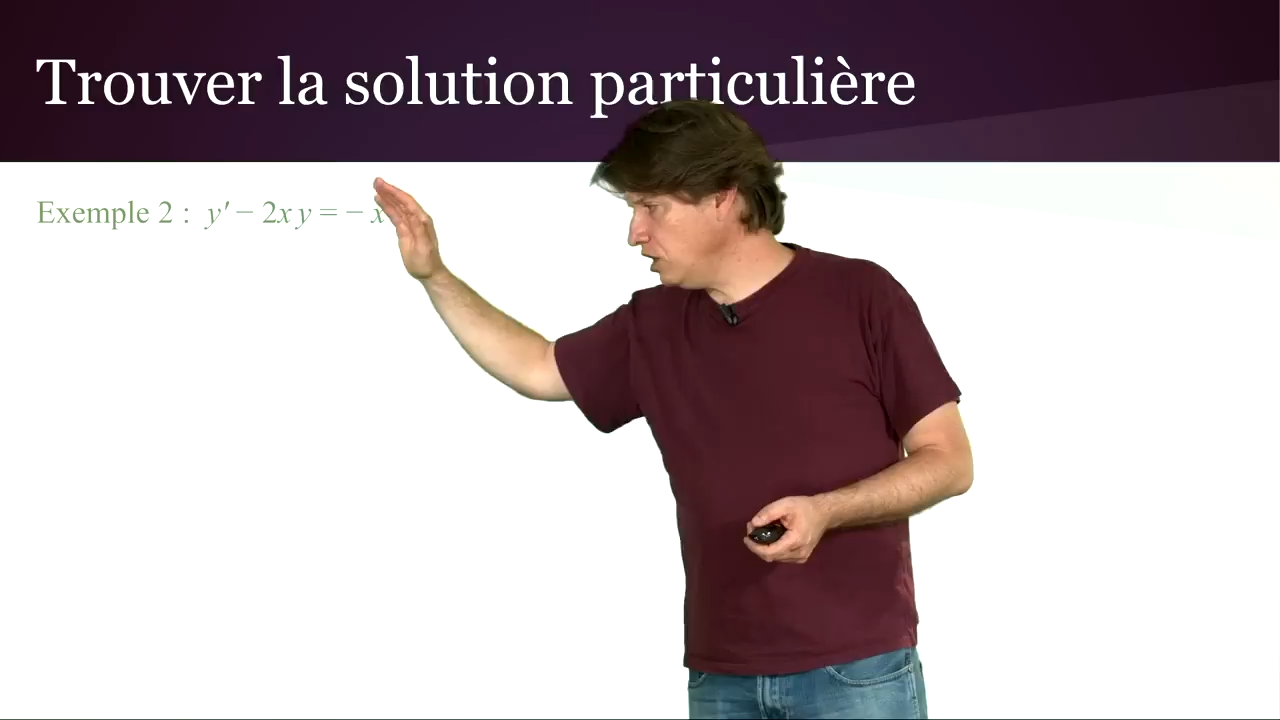 Trouver la solution particulière
Exemple 2 : y′ − 2x y = − x